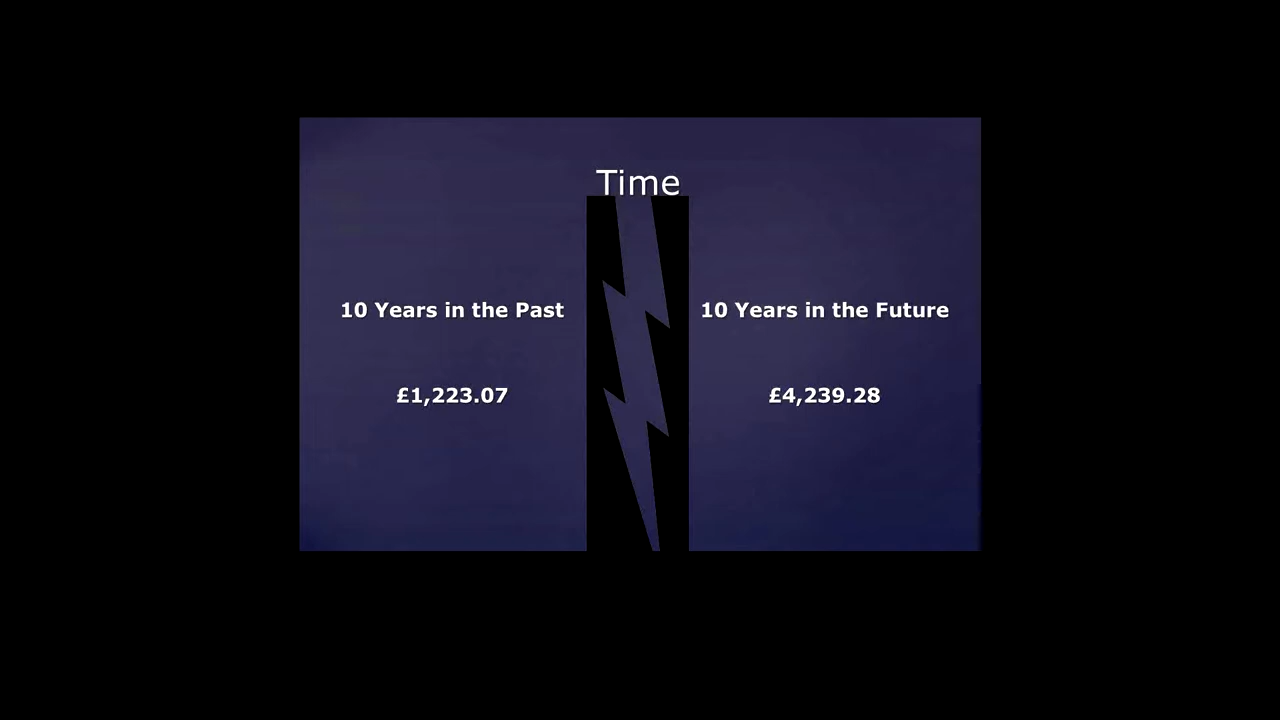 Time
10 Years in the Past
10 Years in the Future
£1,223.07
£4,239.28